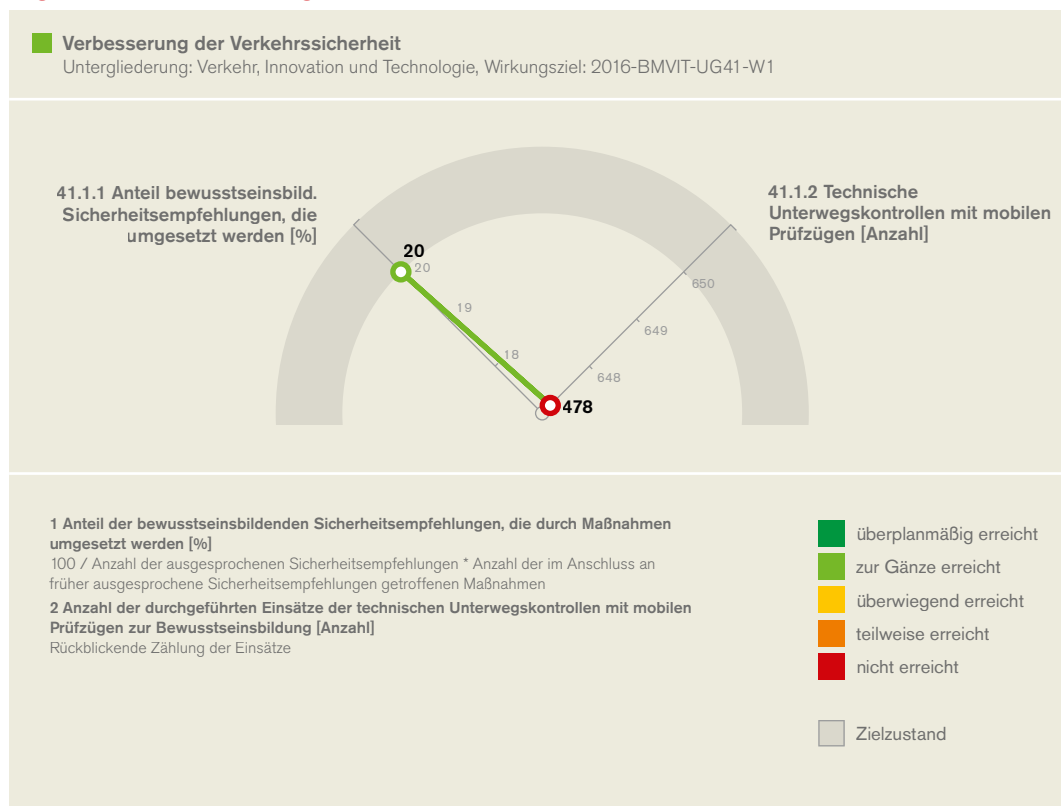 Verbesserung der Verkehrssicherheit
Untergliederung: Verkehr, Innovation und Technologie, Wirkungsziel: 2016-BMVIT-UG41-W1
41.1.1 Anteil bewusstseinsbild.
Sicherheitsempfehlungen, die
umgesetzt werden [%]
41.1.2 Technische
Unterwegskontrollen mit mobilen
Prüfzügen [Anzahl]
20
20
19
18
650
649
648
478
1 Anteil der bewusstseinsbildenden Sicherheitsempfehlungen, die durch Maßnahmen
umgesetzt werden [%]
100 / Anzahl der ausgesprochenen Sicherheitsempfehlungen * Anzahl der im Anschluss an
früher ausgesprochene Sicherheitsempfehlungen getroffenen Maßnahmen
2 Anzahl der durchgeführten Einsätze der technischen Unterwegskontrollen mit mobilen
Prüfzügen zur Bewusstseinsbildung [Anzahl]
Rückblickende Zählung der Einsätze
überplanmäßig erreicht
zur Gänze erreicht
überwiegend erreicht
teilweise erreicht
nicht erreicht
Zielzustand